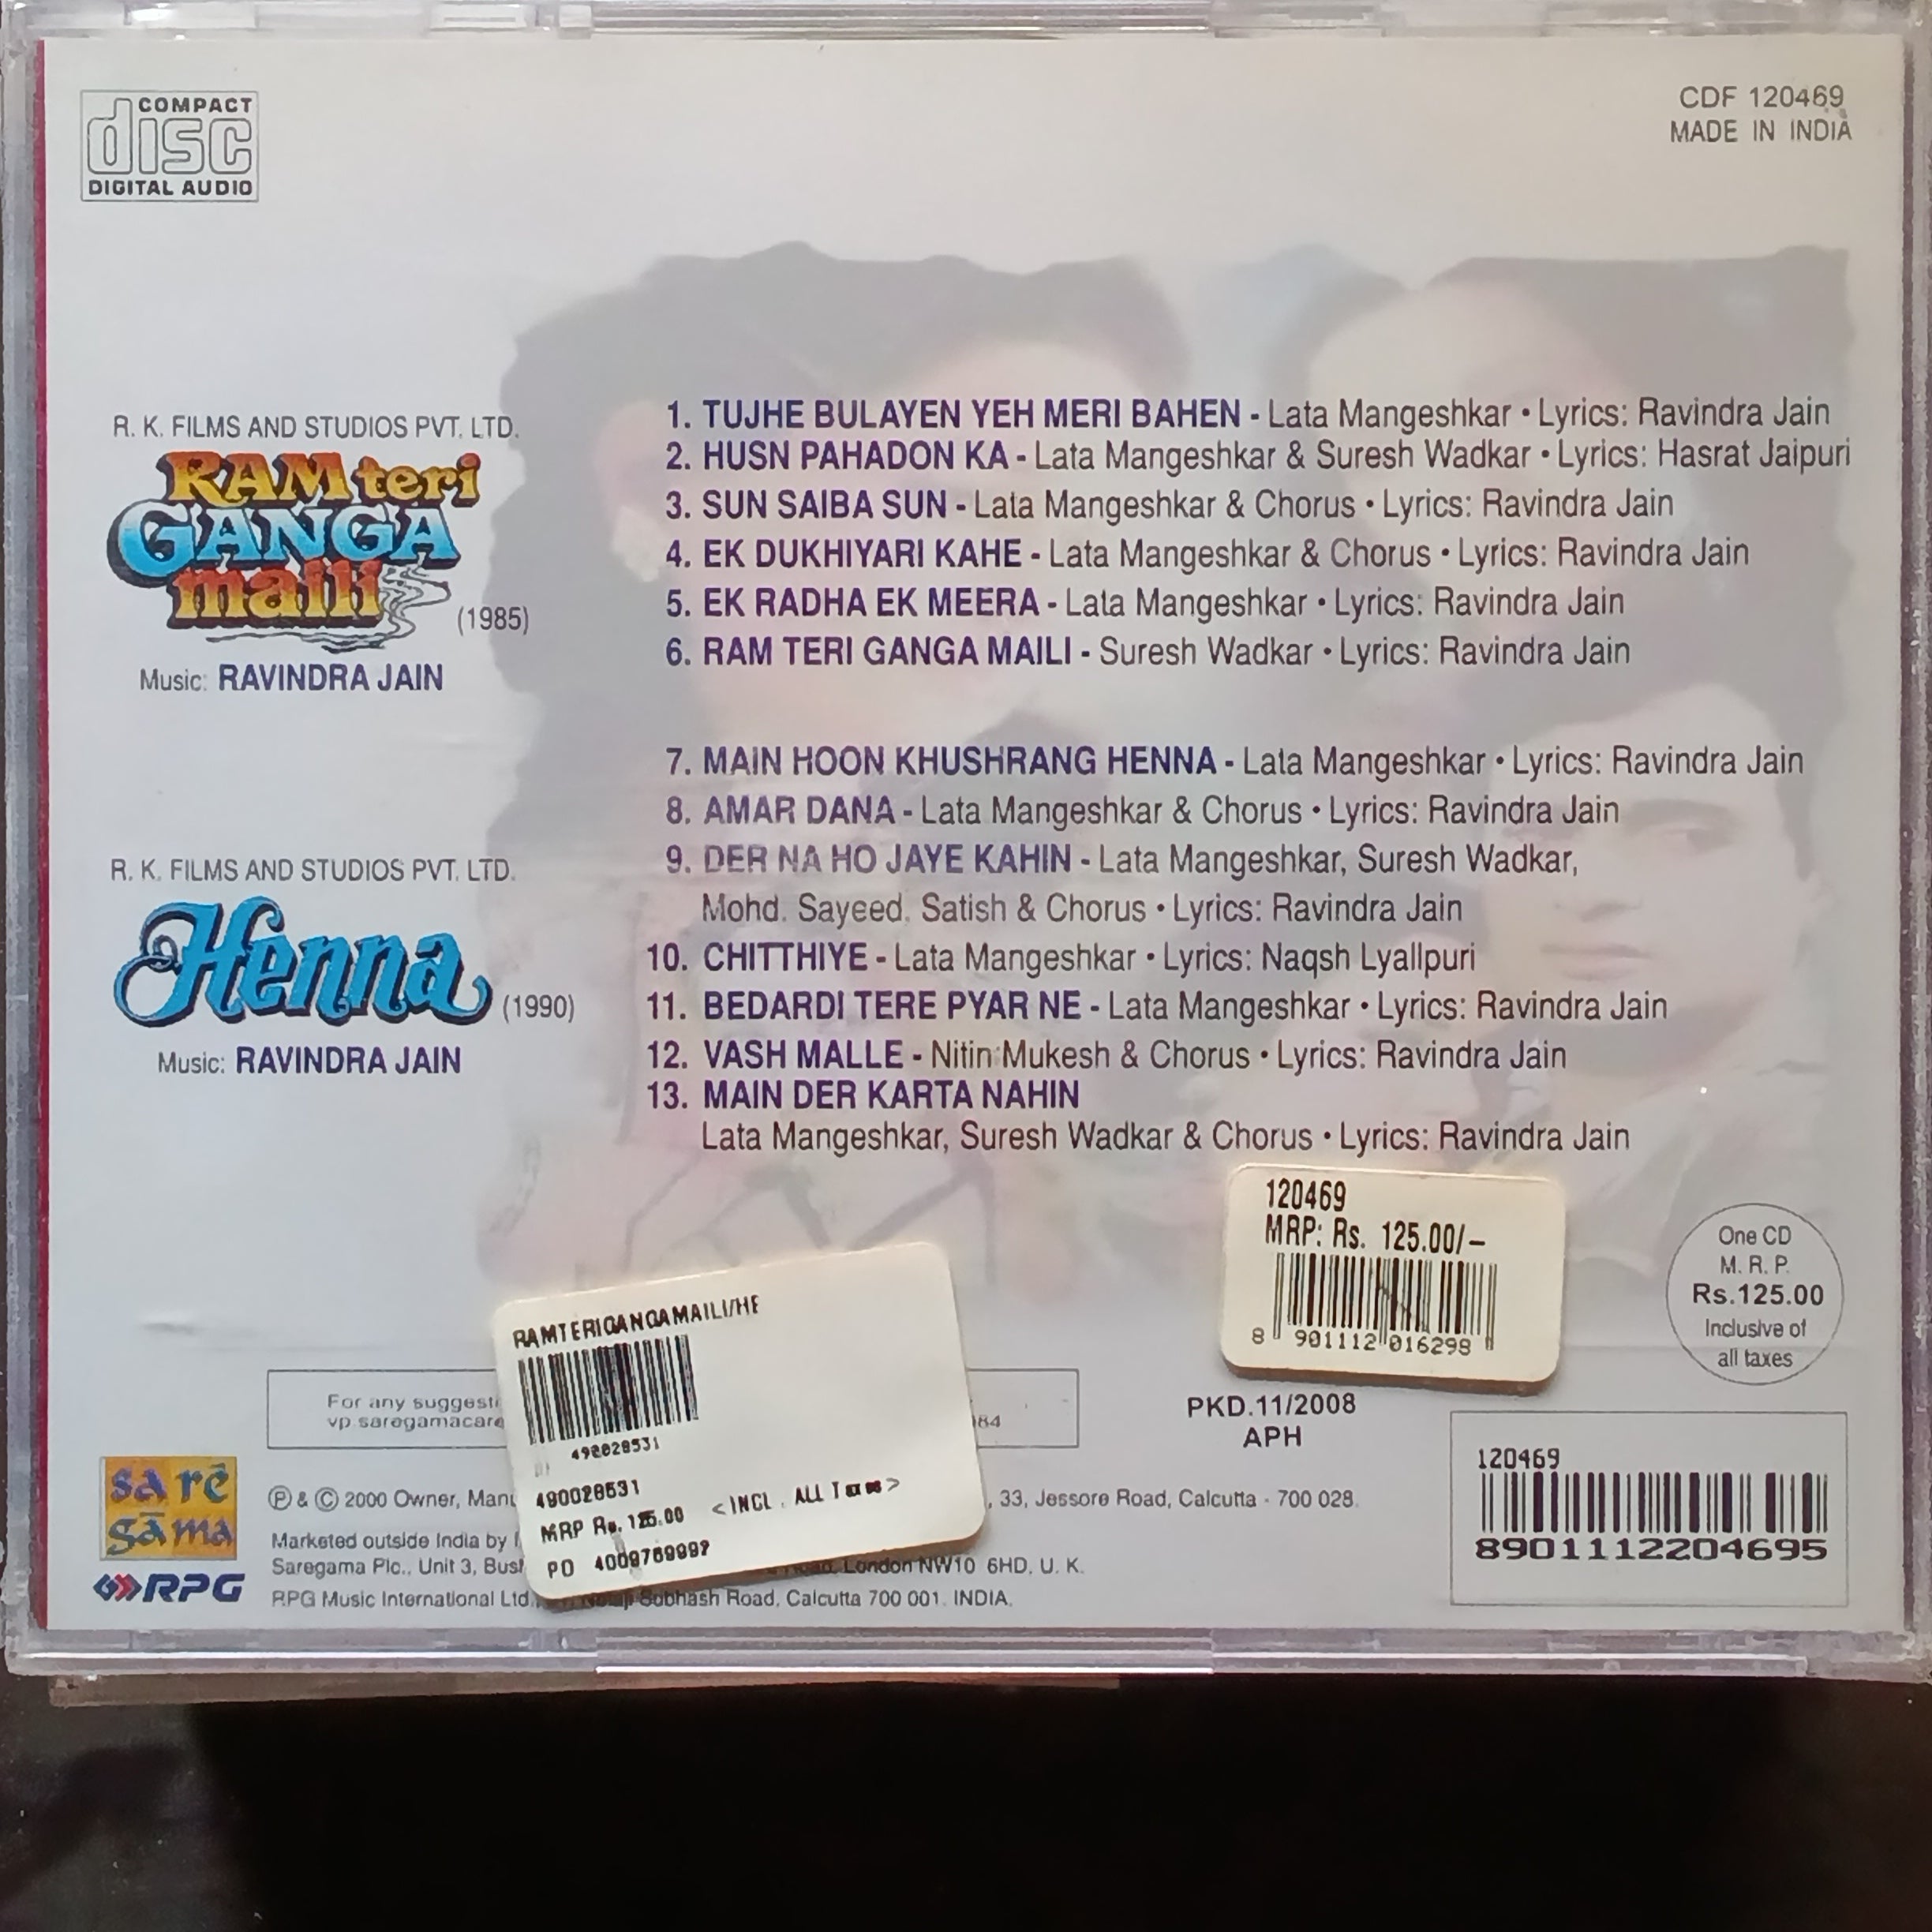 COMPACT
disc
DIGITAL AUDIO
CDF 120469
MADE IN INDIA
R. K. FILMS AND STUDIOS PVT. LTD.
RAM teri
GANGA
maili
(1985)
Music: RAVINDRA JAIN
1. TUJHE BULAYEN YEH MERI BAHEN - Lata Mangeshkar • Lyrics: Ravindra Jain
2. HUSN PAHADON KA - Lata Mangeshkar & Suresh Wadkar • Lyrics: Hasrat Jaipuri
3. SUN SAIBA SUN - Lata Mangeshkar & Chorus • Lyrics: Ravindra Jain
4. EK DUKHIYARI KAHE - Lata Mangeshkar & Chorus • Lyrics: Ravindra Jain
5. EK RADHA EK MEERA - Lata Mangeshkar • Lyrics: Ravindra Jain
6. RAM TERI GANGA MAILI - Suresh Wadkar • Lyrics: Ravindra Jain
R. K. FILMS AND STUDIOS PVT. LTD.
Henna
(1990)
Music: RAVINDRA JAIN
7. MAIN HOON KHUSHRANG HENNA - Lata Mangeshkar • Lyrics: Ravindra Jain
8. AMAR DANA - Lata Mangeshkar & Chorus • Lyrics: Ravindra Jain
9. DER NA HO JAYE KAHIN - Lata Mangeshkar, Suresh Wadkar,
Mohd. Sayeed, Satish & Chorus • Lyrics: Ravindra Jain
10. CHITTHIYE - Lata Mangeshkar • Lyrics: Naqsh Lyallpuri
11. BEDARDI TERE PYAR NE - Lata Mangeshkar • Lyrics: Ravindra Jain
12. VASH MALLE - Nitin Mukesh & Chorus • Lyrics: Ravindra Jain
13. MAIN DER KARTA NAHIN
Lata Mangeshkar, Suresh Wadkar & Chorus • Lyrics: Ravindra Jain
120469
MRP: Rs. 125.00/-
8 901112 016298
One CD
M. R. P.
Rs.125.00
Inclusive of
all taxes
RAMTERIGANGAMAILI/HE
490028531
490028531
MRP Rs. 125.00 <INCL . ALL Taxes>
PO 4009769992
For any
vp.saregamacare
PKD.11/2008
APH
120469
8901112204695
sa rē
gā ma
RPG
Ⓟ & © 2000 Owner, , 33, Jessore Road, Calcutta - 700 028.
Marketed outside India by
Saregama Plc., Unit 3, London NW10 6HD, U. K.
RPG Music International Ltd., Subhash Road, Calcutta 700 001. INDIA.